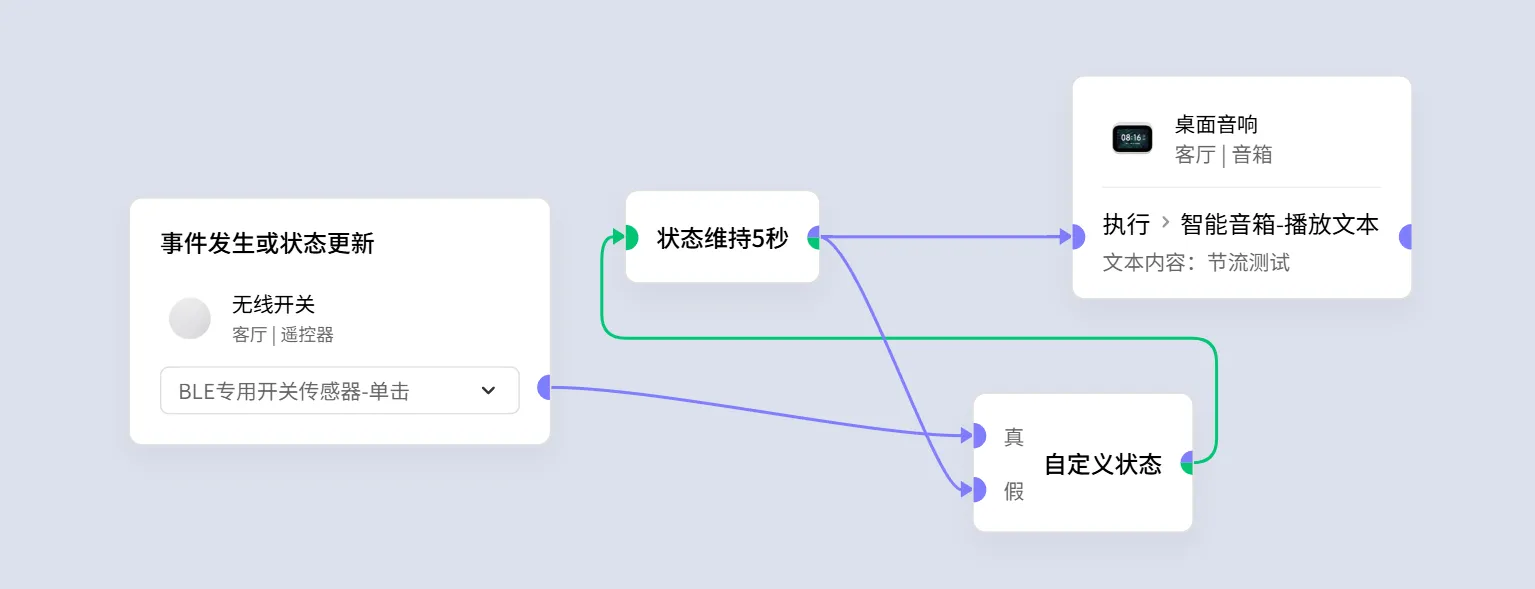 事件发生或状态更新
无线开关
客厅 | 遥控器
BLE专用开关传感器-单击
状态维持5秒
08:16
桌面音响
客厅 | 音箱
执行 > 智能音箱-播放文本
文本内容：节流测试
真
自定义状态
假